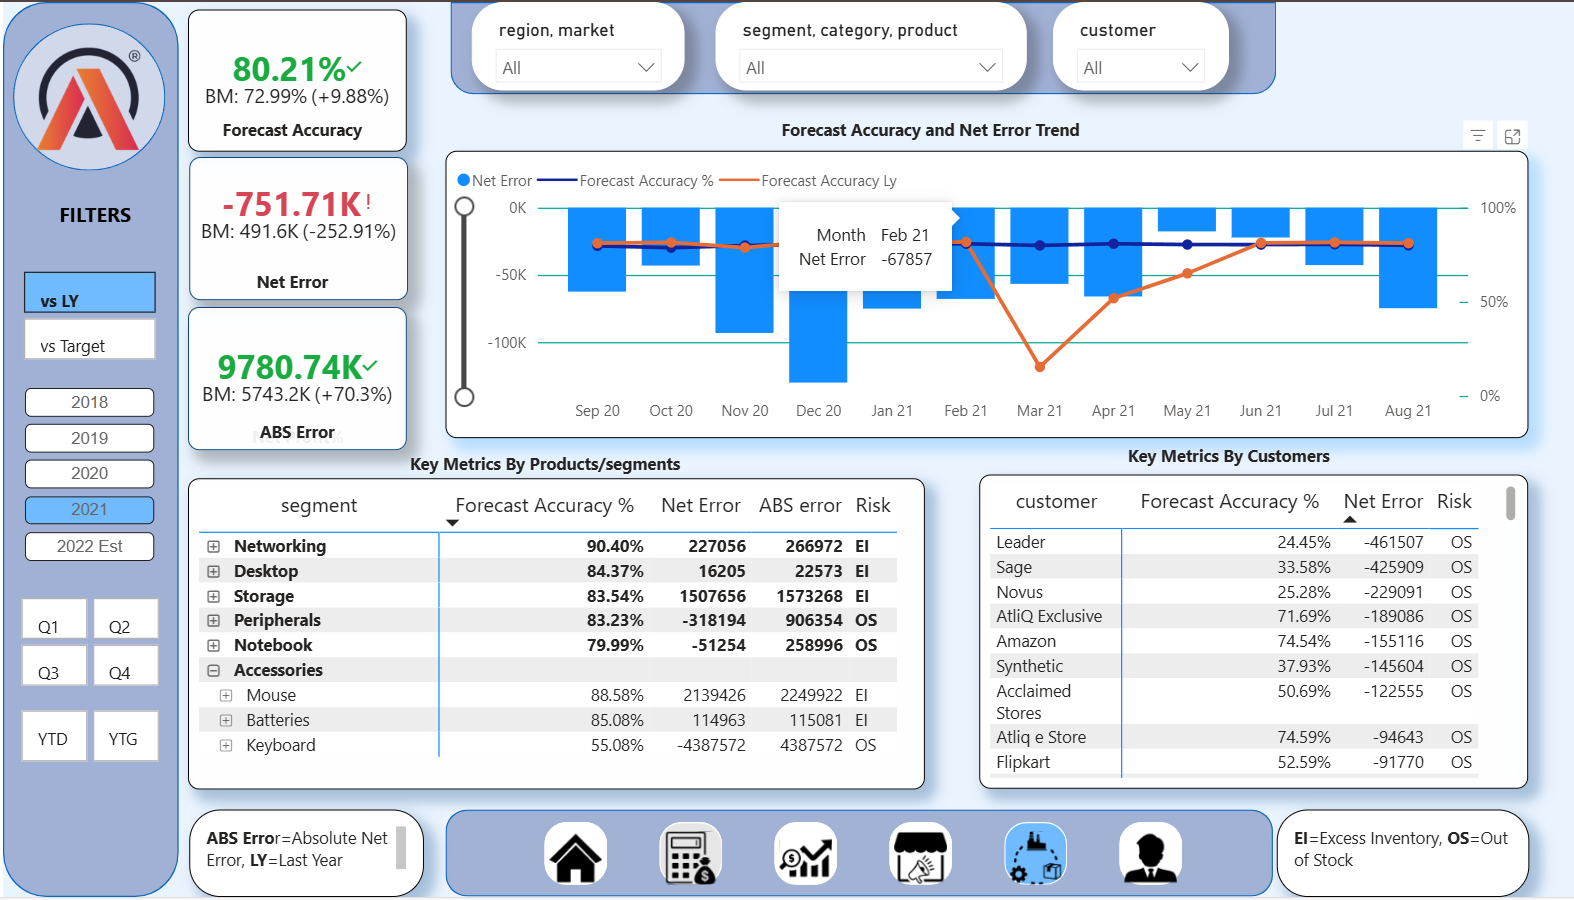 ®
FILTERS
vs LY
vs Target
2018
2019
2020
2021
2022 Est
Q1 Q2
Q3 Q4
YTD YTG
80.21%
BM: 72.99% (+9.88%)
Forecast Accuracy
-751.71K!
BM: 491.6K (-252.91%)
Net Error
9780.74K
BM: 5743.2K (+70.3%)
ABS Error
region, market
All
segment, category, product
All
customer
All
Forecast Accuracy and Net Error Trend
Net Error Forecast Accuracy % Forecast Accuracy Ly
0K
-50K
-100K
100%
50%
0%
Month Feb 21
Net Error -67857
Sep 20 Oct 20 Nov 20 Dec 20 Jan 21 Feb 21 Mar 21 Apr 21 May 21 Jun 21 Jul 21 Aug 21
Key Metrics By Products/segments
segment Forecast Accuracy % Net Error ABS error Risk
Networking 90.40% 227056 266972 EI
Desktop 84.37% 16205 22573 EI
Storage 83.54% 1507656 1573268 EI
Peripherals 83.23% -318194 906354 OS
Notebook 79.99% -51254 258996 OS
Accessories
Mouse 88.58% 2139426 2249922 EI
Batteries 85.08% 114963 115081 EI
Keyboard 55.08% -4387572 4387572 OS
Key Metrics By Customers
customer Forecast Accuracy % Net Error Risk
Leader 24.45% -461507 OS
Sage 33.58% -425909 OS
Novus 25.28% -229091 OS
AtliQ Exclusive 71.69% -189086 OS
Amazon 74.54% -155116 OS
Synthetic 37.93% -145604 OS
Acclaimed 50.69% -122555 OS
Stores
Atliq e Store 74.59% -94643 OS
Flipkart 52.59% -91770 OS
ABS Error=Absolute Net
Error, LY=Last Year
EI=Excess Inventory, OS=Out
of Stock